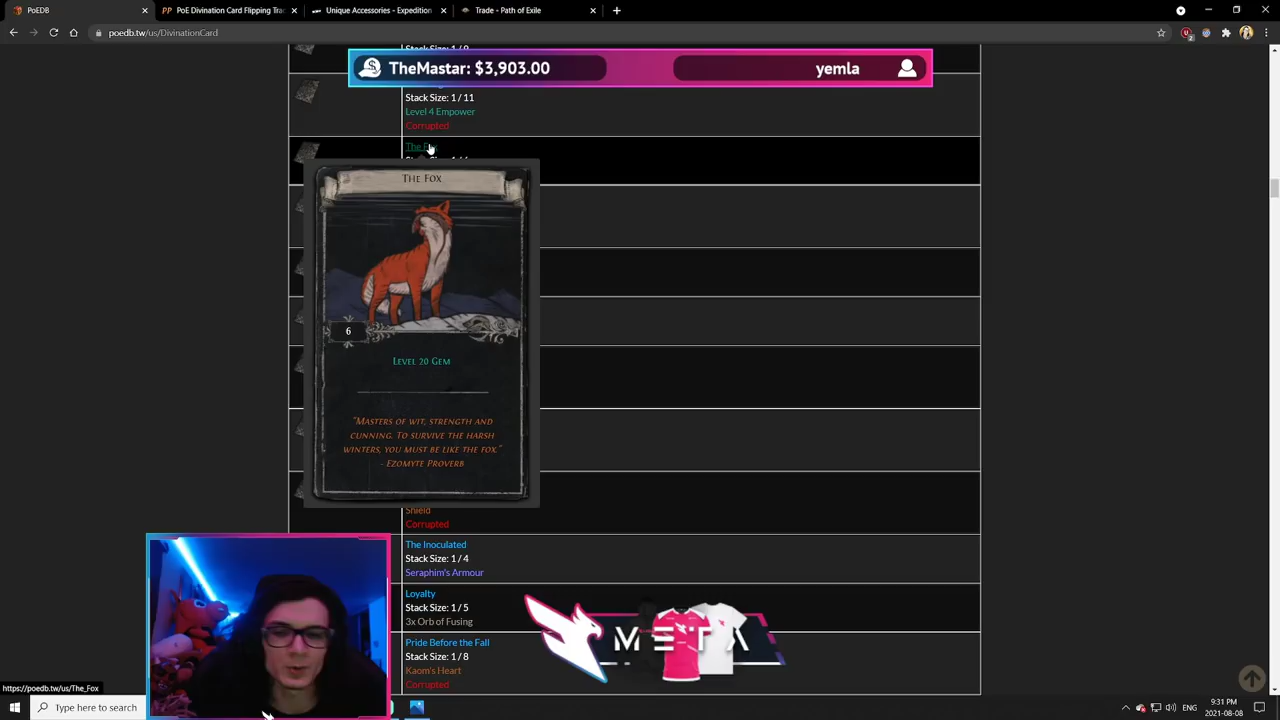 PoEDB
PoE Divination Card Flipping Trac
Unique Accessories - Expedition
Trade - Path of Exile
poedb.tw/us/DivinationCard
TheMastar: $3,903.00
yemla
Stack Size: 1 / 11
Level 4 Empower
Corrupted
The Fox
THE FOX
6
LEVEL 20 GEM
"MASTERS OF WIT, STRENGTH AND
CUNNING. TO SURVIVE THE HARSH
WINTERS, YOU MUST BE LIKE THE FOX."
- EZOMYTE PROVERB
Shield
Corrupted
The Inoculated
Stack Size: 1 / 4
Seraphim's Armour
Loyalty
Stack Size: 1 / 5
3x Orb of Fusing
META
Pride Before the Fall
Stack Size: 1 / 8
Kaom's Heart
Corrupted
https://poedb.tw/us/The_Fox
Type here to search
9:31 PM
2021-08-08